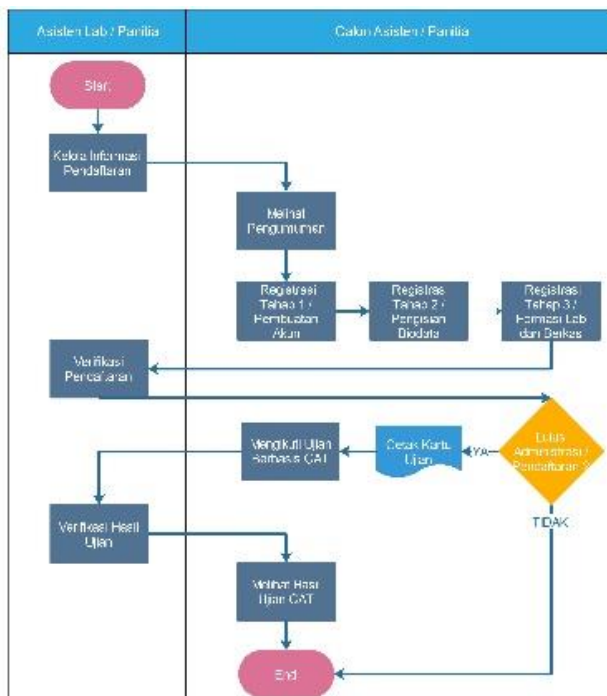 Asisten Lab / Panitia
Calon Asisten / Panitia
Start
Kelola Informasi
Pendaftaran
Melihat
Pengumuman
Registrasi
Tahap 1 /
Pembuatan
Akun
Registras
Tahap 2 /
Pengisian
Biodata
Registrasi
Tahap 3 /
Formasi Lab
dan Berkas
Verifikasi
Pendaftaran
Lulus
Administrasi /
Pendaftaran ?
YA
TIDAK
Cetak Kartu
Ujian
Mengikuti Ujian
Berbasis CAT
Verifikasi Hasil
Ujian
Melihat Hasi
Ujian CAT
End